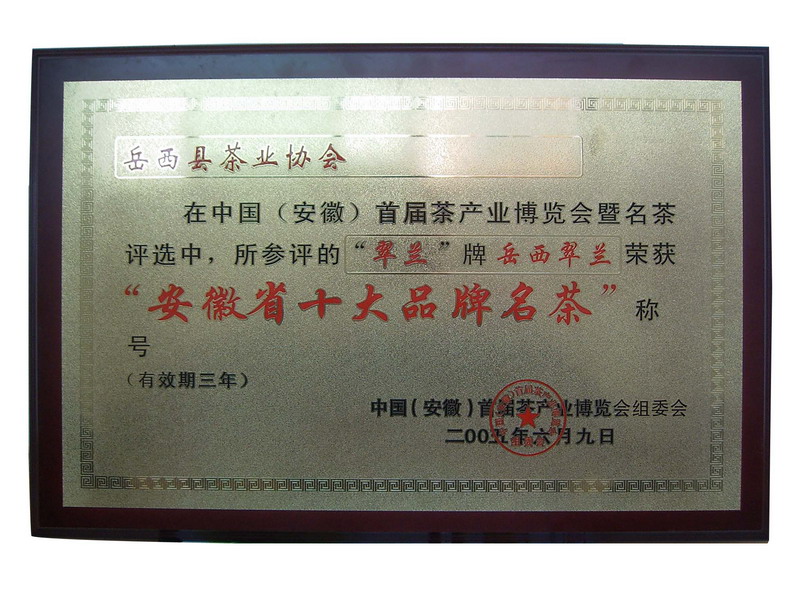 岳西县茶业协会
在中国（安徽）首届茶产业博览会暨名茶
评选中，所参评的“翠兰”牌岳西翠兰荣获
“安徽省十大品牌名茶”称
号
（有效期三年）
中国（安徽）首届茶产业博览会组委会
二00五年六月九日